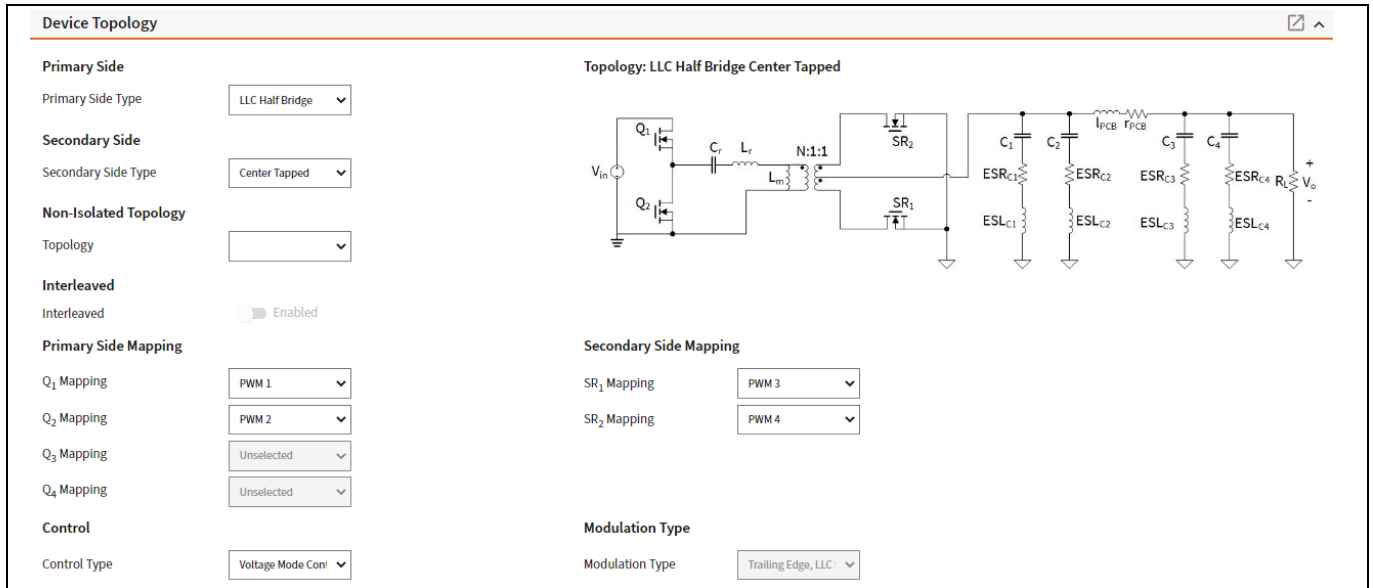 Device Topology
Primary Side
Primary Side Type LLC Half Bridge
Secondary Side
Secondary Side Type Center Tapped
Non-Isolated Topology
Topology
Interleaved
Interleaved Enabled
Topology: LLC Half Bridge Center Tapped
Q1
Cr Lr N:1:1
SR2
lPCB rPCB
C1 C2 C3 C4
Vin
Lm
ESRC1 ESRC2 ESRC3 ESRC4 RL + Vo -
Q2
SR1
ESLC1 ESLC2 ESLC3 ESLC4
Primary Side Mapping
Q1 Mapping PWM 1
Q2 Mapping PWM 2
Q3 Mapping Unselected
Q4 Mapping Unselected
Secondary Side Mapping
SR1 Mapping PWM 3
SR2 Mapping PWM 4
Control
Control Type Voltage Mode Cont
Modulation Type
Modulation Type Trailing Edge, LLC